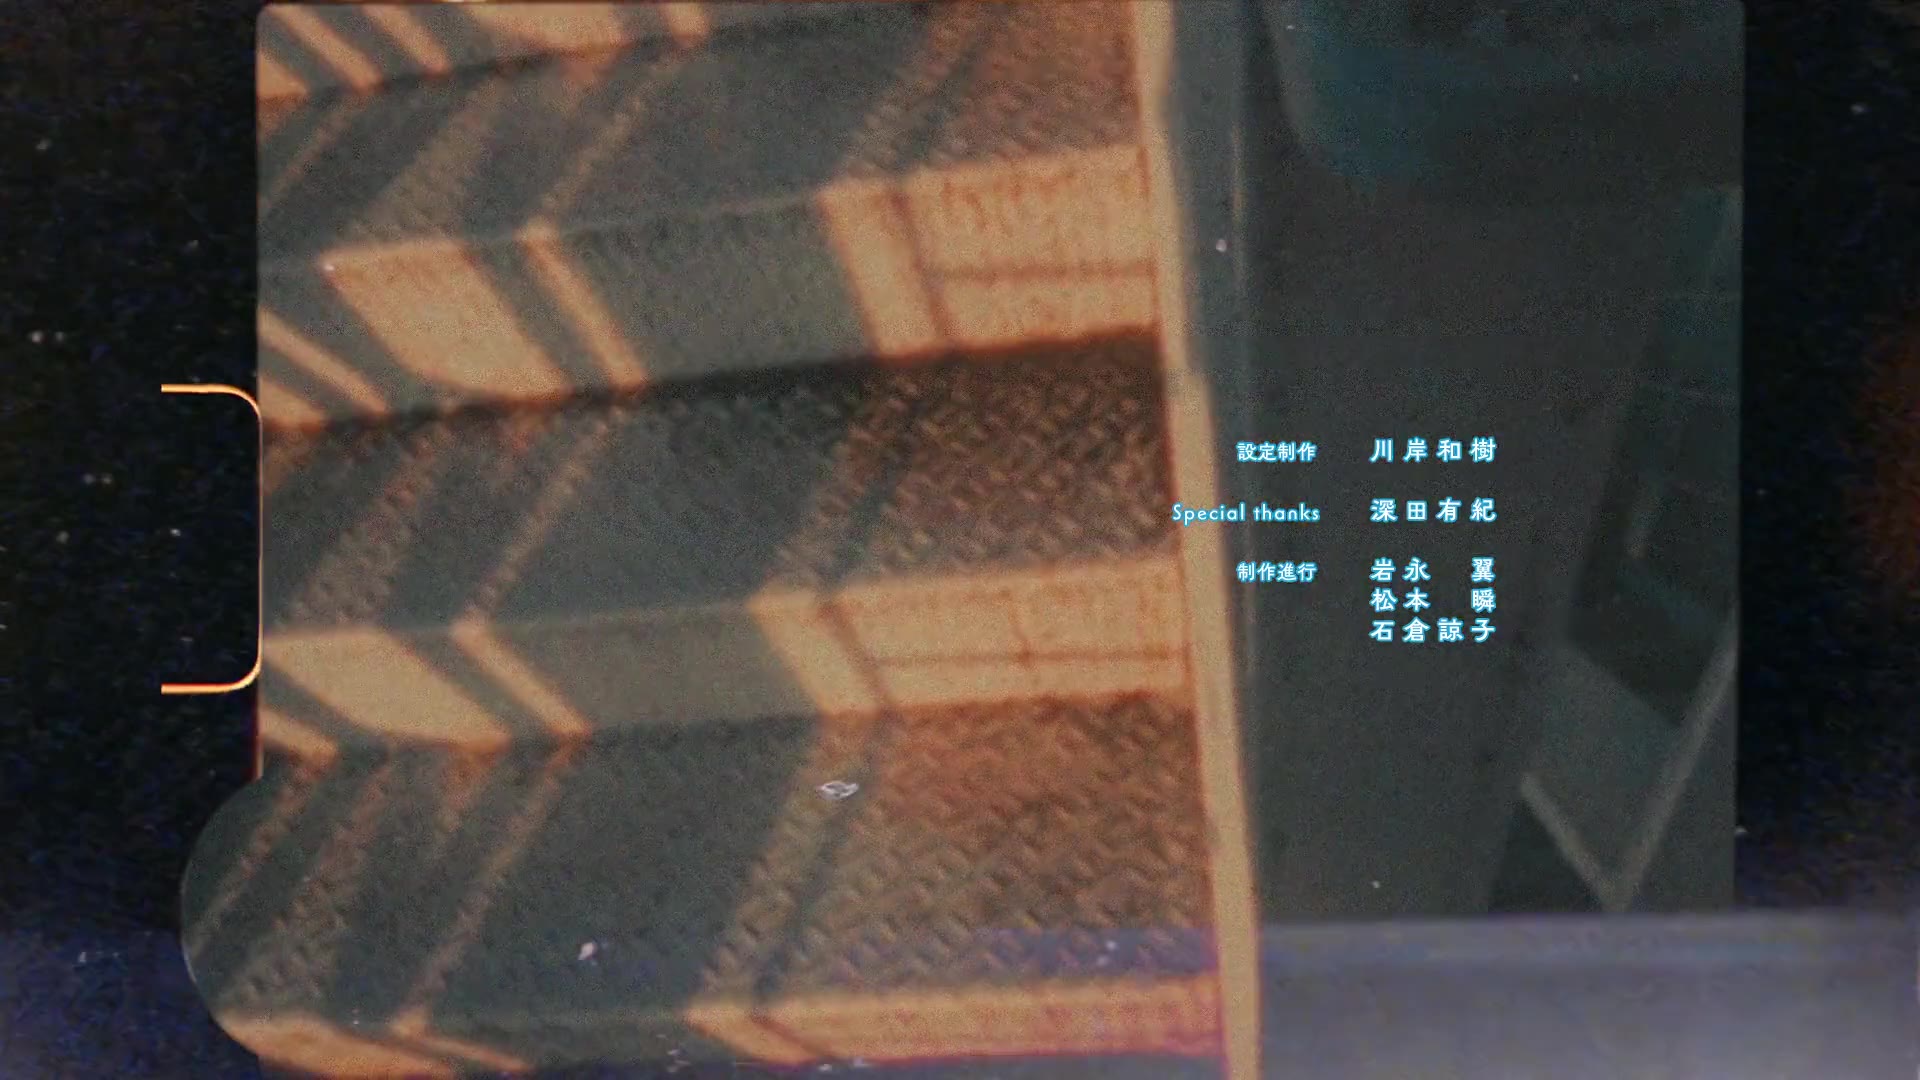 設定制作 川岸和樹
Special thanks 深田有紀
制作進行 岩永 翼
松本 瞬
石倉諒子